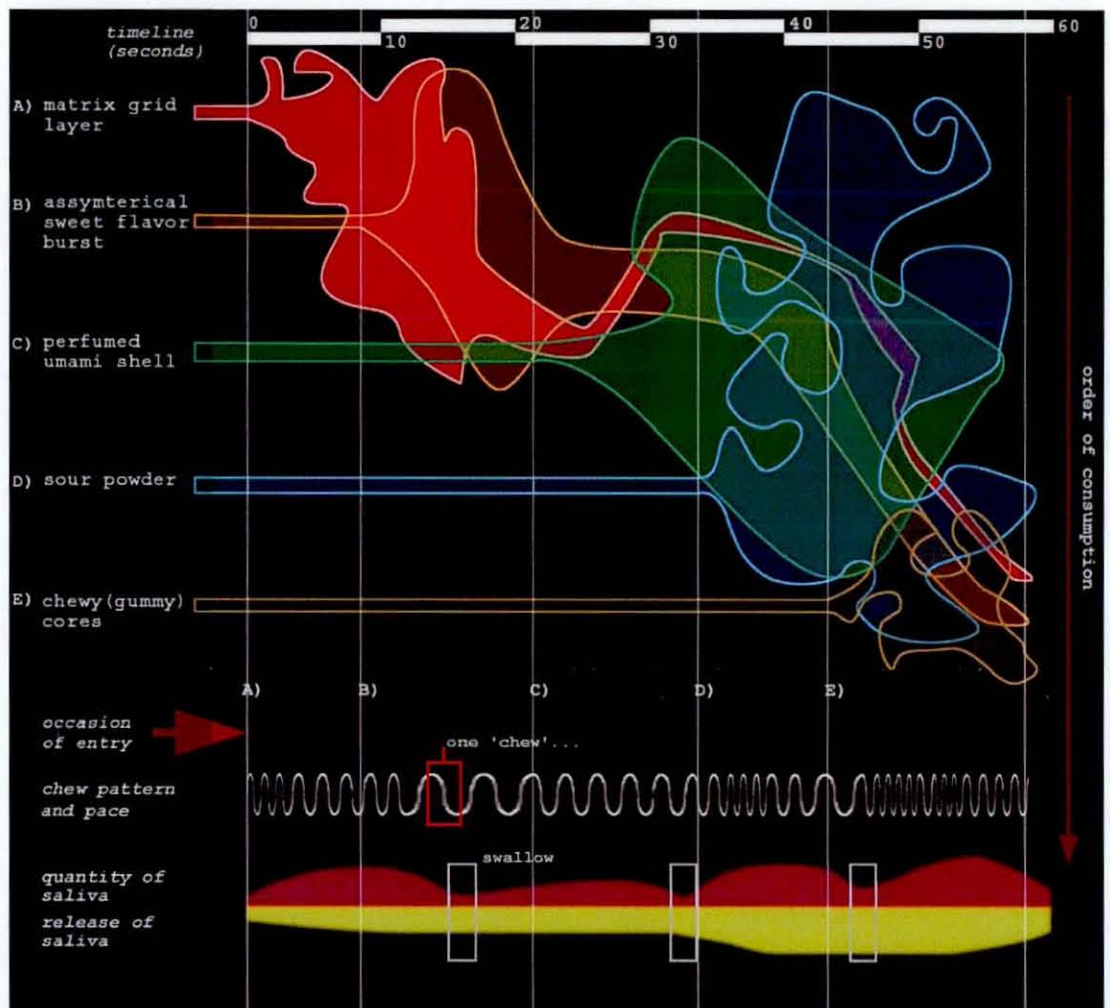 timeline
(seconds)
0 20 40 60
10 30 50
A) matrix grid
layer
B) assymterical
sweet flavor
burst
C) perfumed
umami shell
D) sour powder
E) chewy(gummy)
cores
order of consumption
A) B) C) D) E)
occasion
of entry
one 'chew'...
chew pattern
and pace
swallow
quantity of
saliva
release of
saliva